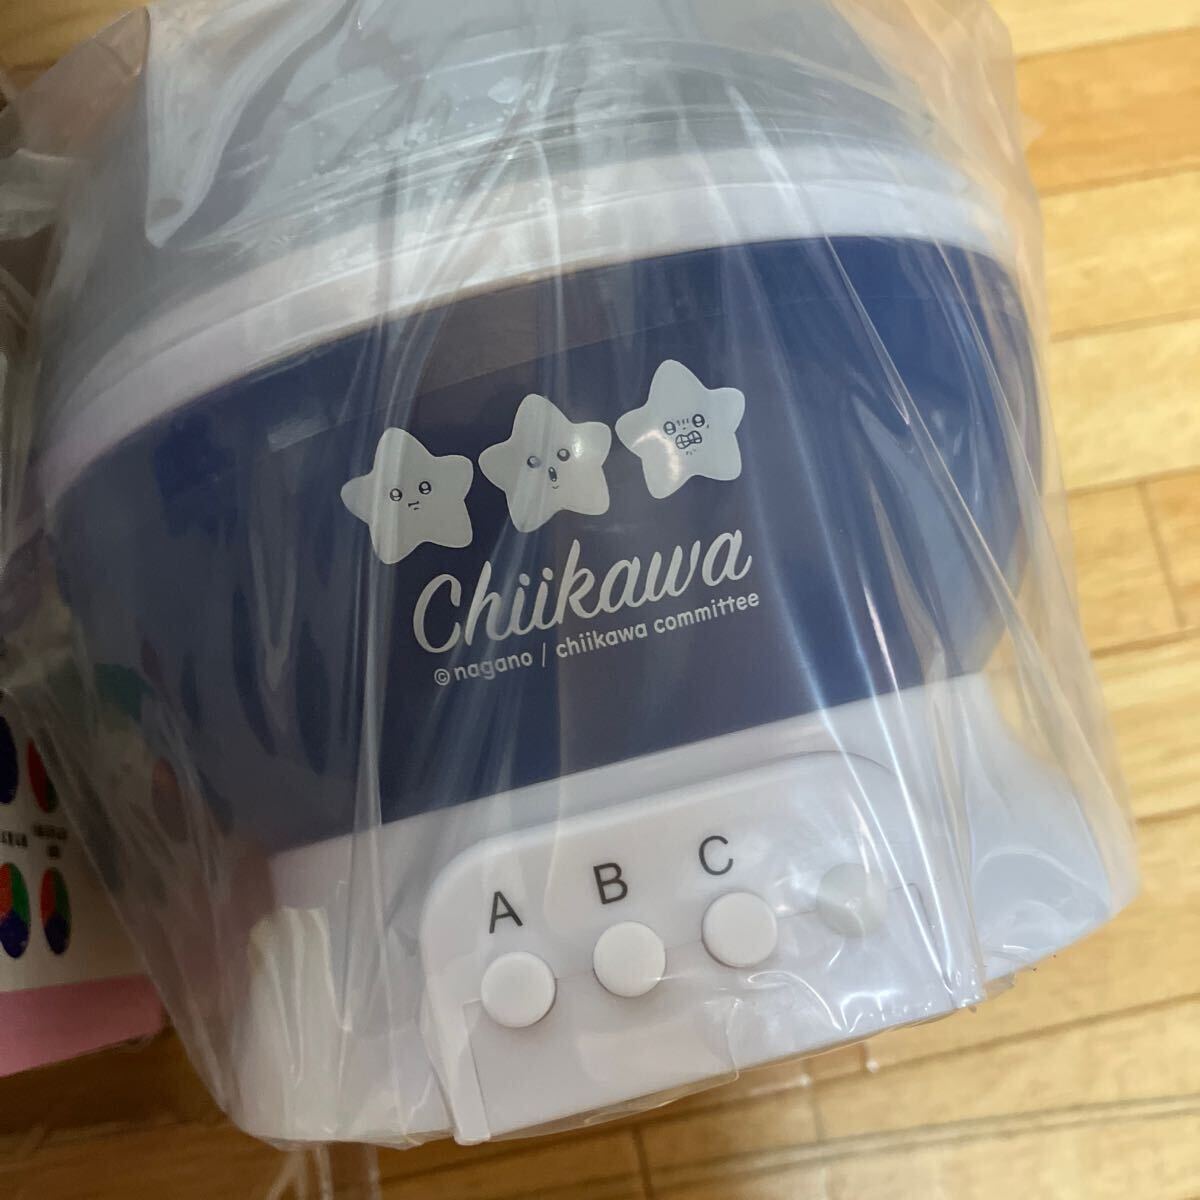 Chiikawa
©nagano / chiikawa committee
A B C